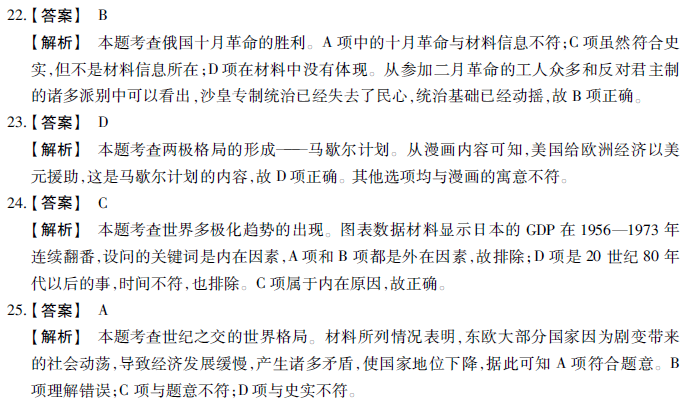 22.【答案】 B
【解析】 本题考查俄国十月革命的胜利。A 项中的十月革命与材料信息不符;C 项虽然符合史
实,但不是材料信息所在;D 项在材料中没有体现。从参加二月革命的工人众多和反对君主制
的诸多派别中可以看出,沙皇专制统治已经失去了民心,统治基础已经动摇,故 B 项正确。
23.【答案】 D
【解析】 本题考查两极格局的形成——马歇尔计划。从漫画内容可知,美国给欧洲经济以美
元援助,这是马歇尔计划的内容,故 D 项正确。其他选项均与漫画的寓意不符。
24.【答案】 C
【解析】 本题考查世界多极化趋势的出现。图表数据材料显示日本的 GDP 在 1956—1973 年
连续翻番,设问的关键词是内在因素,A 项和 B 项都是外在因素,故排除;D 项是 20 世纪 80 年
代以后的事,时间不符,也排除。C 项属于内在原因,故正确。
25.【答案】 A
【解析】 本题考查世纪之交的世界格局。材料所列情况表明,东欧大部分国家因为剧变带来
的社会动荡,导致经济发展缓慢,产生诸多矛盾,使国家地位下降,据此可知 A 项符合题意。B
项理解错误;C 项与题意不符;D 项与史实不符。